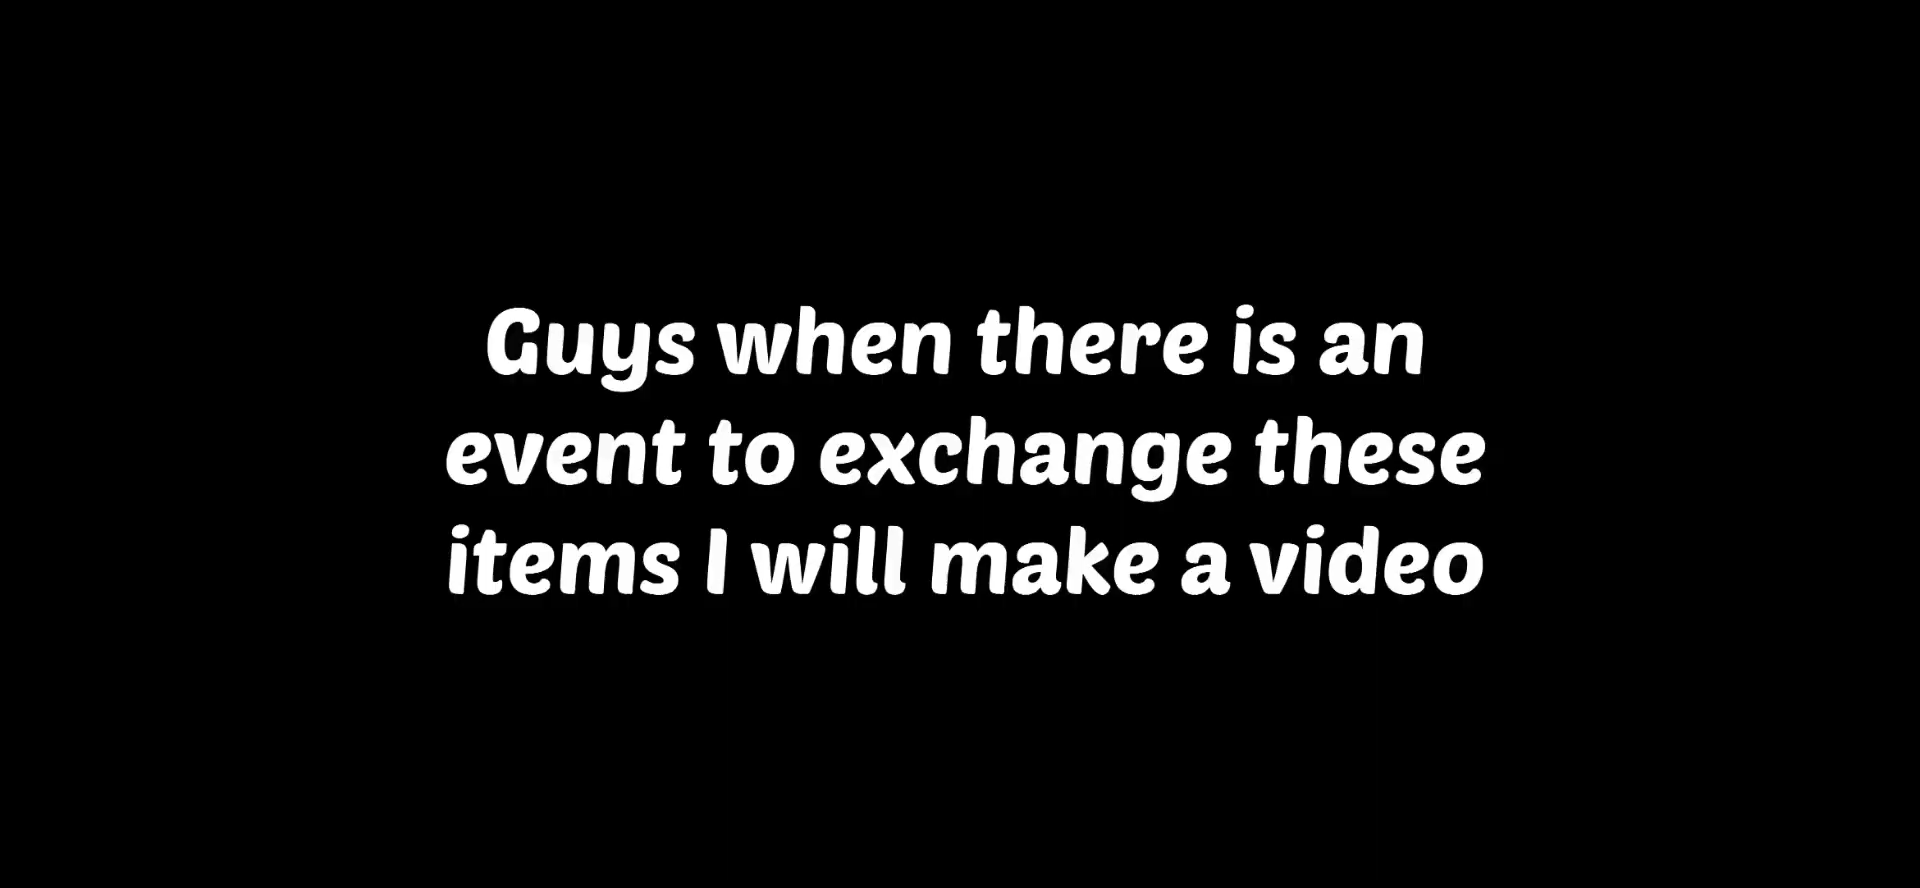 Guys when there is an
event to exchange these
items I will make a video